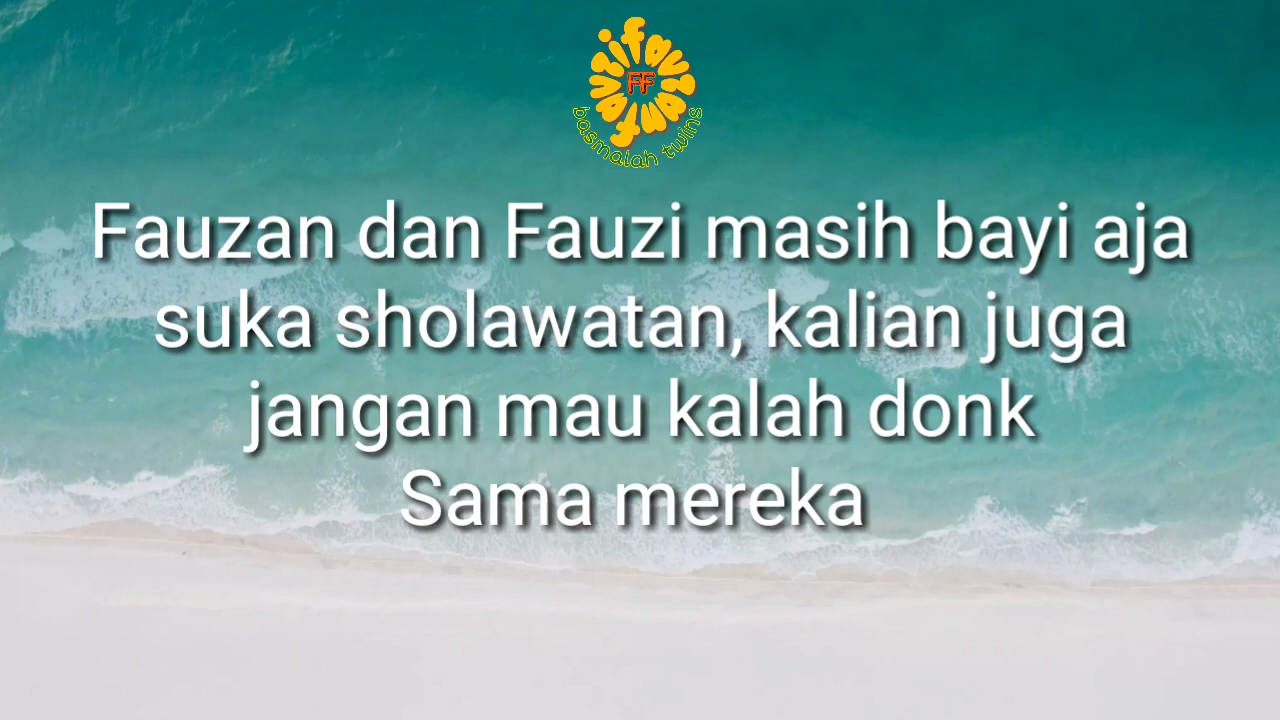 fauzifauzan
FF
basmalah twins
Fauzan dan Fauzi masih bayi aja
suka sholawatan, kalian juga
jangan mau kalah donk
Sama mereka